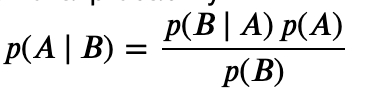 p(A | B) = p(B | A) p(A) / p(B)